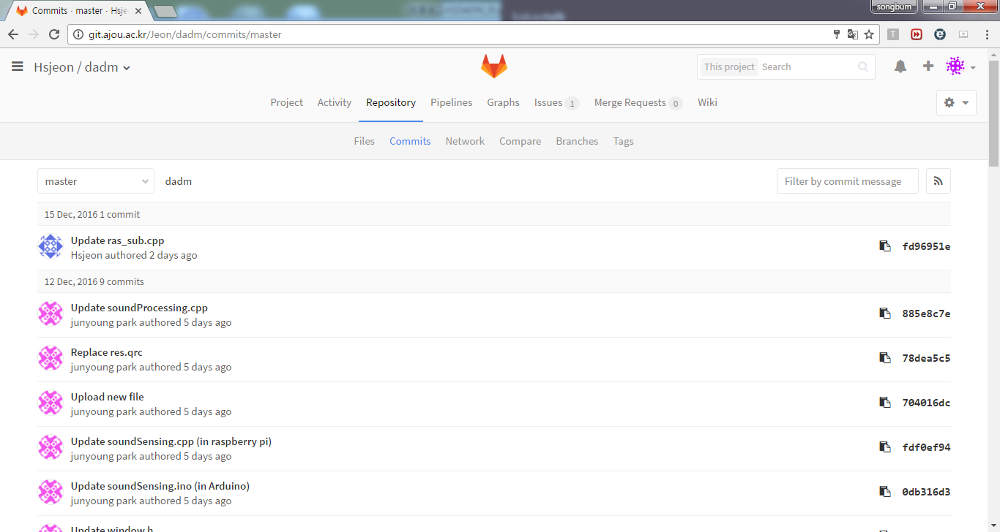 Commits · master · Hsje
songbum
git.ajou.ac.kr/Jeon/dadm/commits/master
Hsjeon / dadm
This project Search
Project Activity Repository Pipelines Graphs Issues 1 Merge Requests 0 Wiki
Files Commits Network Compare Branches Tags
master dadm Filter by commit message
15 Dec, 2016 1 commit
Update ras_sub.cpp
Hsjeon authored 2 days ago
fd96951e
12 Dec, 2016 9 commits
Update soundProcessing.cpp
junyoung park authored 5 days ago
885e8c7e
Replace res.qrc
junyoung park authored 5 days ago
78dea5c5
Upload new file
junyoung park authored 5 days ago
704016dc
Update soundSensing.cpp (in raspberry pi)
junyoung park authored 5 days ago
fdf0ef94
Update soundSensing.ino (in Arduino)
junyoung park authored 5 days ago
0db316d3
Update window.h